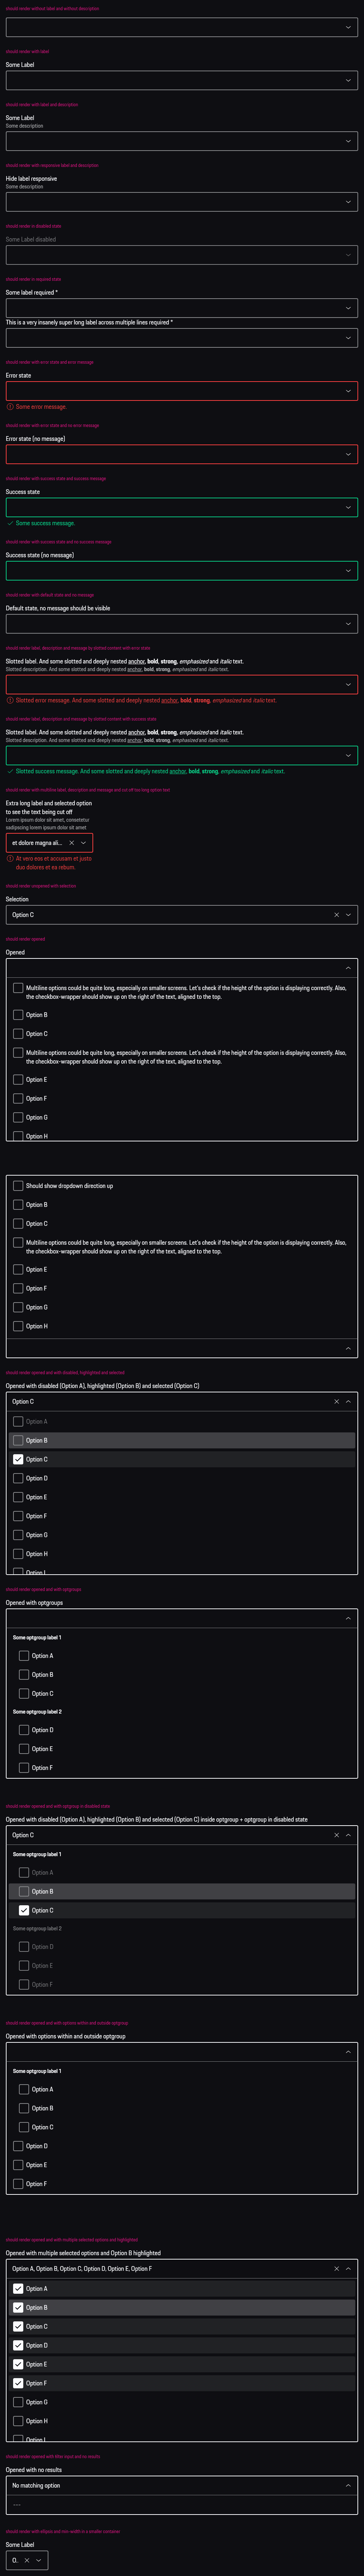 should render without label and without description
should render with label
Some Label
should render with label and description
Some Label
Some description
should render with responsive label and description
Hide label responsive
Some description
should render in disabled state
Some Label disabled
should render in required state
Some label required *
This is a very insanely super long label across multiple lines required *
should render with error state and error message
Error state
Some error message.
should render with error state and no error message
Error state (no message)
should render with success state and success message
Success state
Some success message.
should render with success state and no success message
Success state (no message)
should render with default state and no message
Default state, no message should be visible
should render label, description and message by slotted content with error state
Slotted label. And some slotted and deeply nested anchor, bold, strong, emphasized and italic text.
Slotted description. And some slotted and deeply nested anchor, bold, strong, emphasized and italic text.
Slotted error message. And some slotted and deeply nested anchor, bold, strong, emphasized and italic text.
should render label, description and message by slotted content with success state
Slotted label. And some slotted and deeply nested anchor, bold, strong, emphasized and italic text.
Slotted description. And some slotted and deeply nested anchor, bold, strong, emphasized and italic text.
Slotted success message. And some slotted and deeply nested anchor, bold, strong, emphasized and italic text.
should render with multiline label, description and message and cut off too long option text
Extra long label and selected option
to see the text being cut off
Lorem ipsum dolor sit amet, consetetur
sadipscing lorem ipsum dolor sit amet
et dolore magna ali...
At vero eos et accusam et justo
duo dolores et ea rebum.
should render unopened with selection
Selection
Option C
should render opened
Opened
Multiline options could be quite long, especially on smaller screens. Let's check if the height of the option is displaying correctly. Also,
the checkbox-wrapper should show up on the right of the text, aligned to the top.
Option B
Option C
Multiline options could be quite long, especially on smaller screens. Let's check if the height of the option is displaying correctly. Also,
the checkbox-wrapper should show up on the right of the text, aligned to the top.
Option E
Option F
Option G
Option H
Should show dropdown direction up
Option B
Option C
Multiline options could be quite long, especially on smaller screens. Let's check if the height of the option is displaying correctly. Also,
the checkbox-wrapper should show up on the right of the text, aligned to the top.
Option E
Option F
Option G
Option H
should render opened and with disabled, highlighted and selected
Opened with disabled (Option A), highlighted (Option B) and selected (Option C)
Option C
Option A
Option B
Option C
Option D
Option E
Option F
Option G
Option H
Option I
should render opened and with optgroups
Opened with optgroups
Some optgroup label 1
Option A
Option B
Option C
Some optgroup label 2
Option D
Option E
Option F
should render opened and with optgroup in disabled state
Opened with disabled (Option A), highlighted (Option B) and selected (Option C) inside optgroup + optgroup in disabled state
Option C
Some optgroup label 1
Option A
Option B
Option C
Some optgroup label 2
Option D
Option E
Option F
should render opened and with options within and outside optgroup
Opened with options within and outside optgroup
Some optgroup label 1
Option A
Option B
Option C
Option D
Option E
Option F
should render opened and with multiple selected options and highlighted
Opened with multiple selected options and Option B highlighted
Option A, Option B, Option C, Option D, Option E, Option F
Option A
Option B
Option C
Option D
Option E
Option F
Option G
Option H
Option I
should render opened with filter input and no results
Opened with no results
No matching option
---
should render with ellipsis and min-width in a smaller container
Some Label
O.